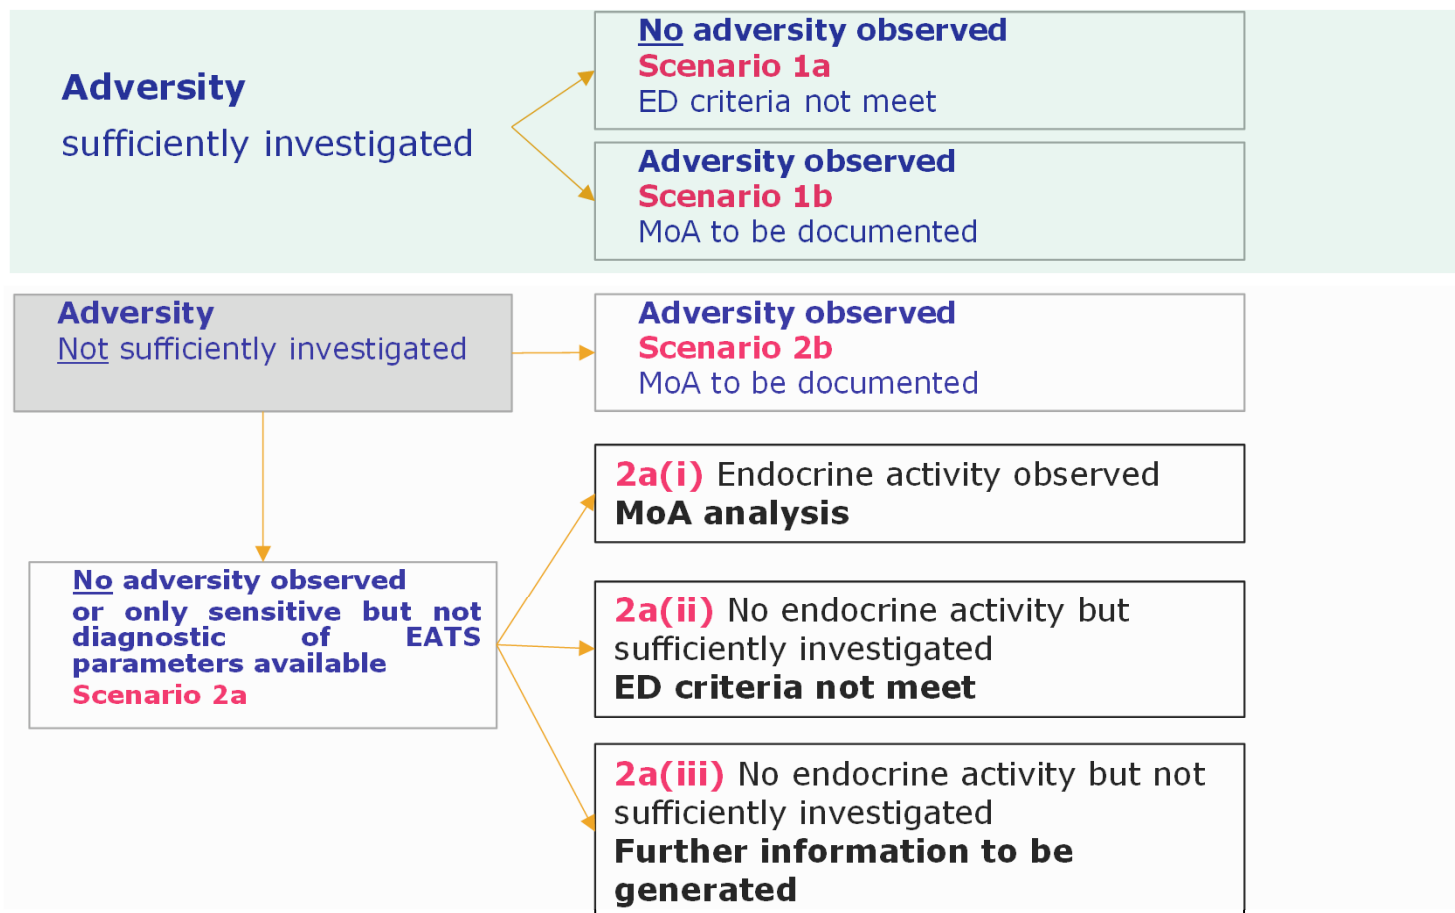 Adversity
sufficiently investigated
No adversity observed
Scenario 1a
ED criteria not meet
Adversity observed
Scenario 1b
MoA to be documented
Adversity
Not sufficiently investigated
Adversity observed
Scenario 2b
MoA to be documented
No adversity observed
or only sensitive but not
diagnostic of EATS
parameters available
Scenario 2a
2a(i) Endocrine activity observed
MoA analysis
2a(ii) No endocrine activity but
sufficiently investigated
ED criteria not meet
2a(iii) No endocrine activity but not
sufficiently investigated
Further information to be
generated